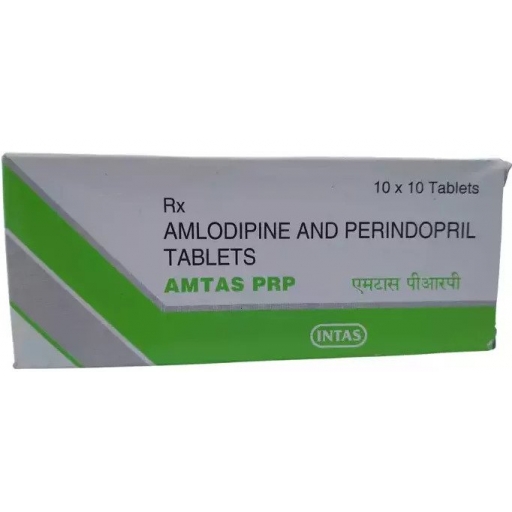 10 x 10 Tablets
Rx
AMLODIPINE AND PERINDOPRIL
TABLETS
AMTAS PRP एमटास पीआरपी
INTAS